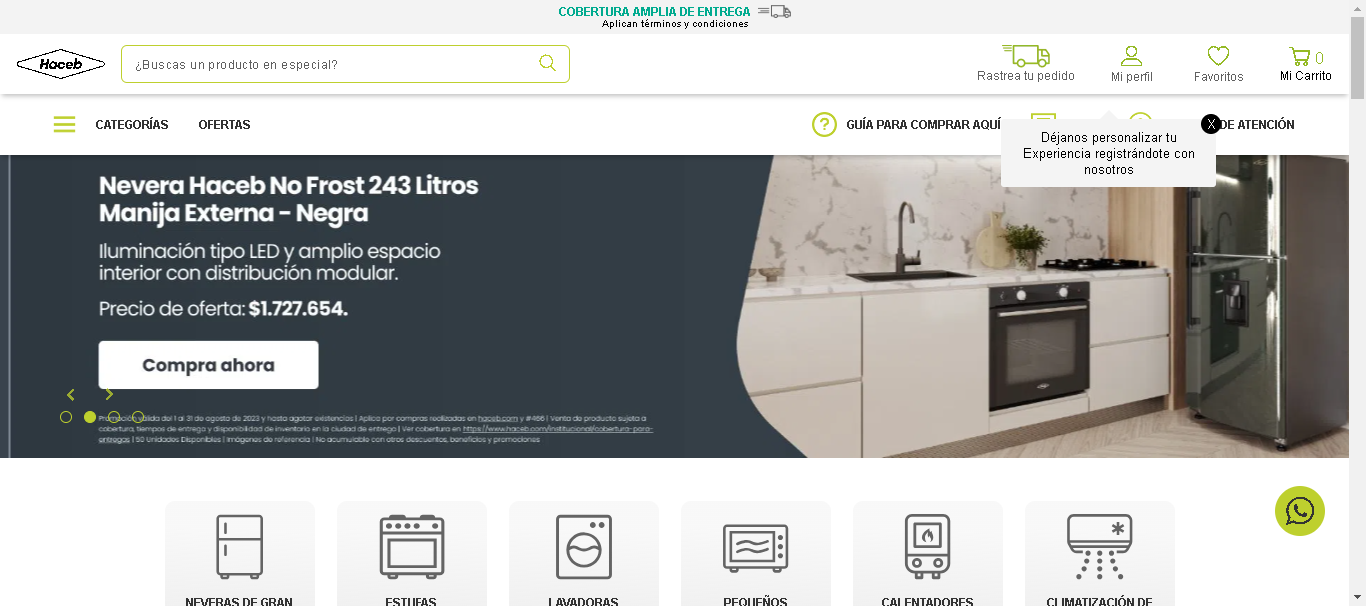 COBERTURA AMPLIA DE ENTREGA
Aplican términos y condiciones
Haceb
¿Buscas un producto en especial?
Rastrea tu pedido
Mi perfil
Favoritos
0
Mi Carrito
CATEGORÍAS
OFERTAS
?
GUÍA PARA COMPRAR AQUÍ
DE ATENCIÓN
X
Déjanos personalizar tu
Experiencia registrándote con
nosotros
Nevera Haceb No Frost 243 Litros
Manija Externa - Negra
Iluminación tipo LED y amplio espacio
interior con distribución modular.
Precio de oferta: $1.727.654.
Compra ahora
Promoción válida del 1 al 31 de agosto de 2023 y hasta agotar existencias | Aplica por compras realizadas en haceb.com y #466 | Venta de producto sujeta a
cobertura, tiempos de entrega y disponibilidad de inventario en la ciudad de entrega | Ver cobertura en https://www.haceb.com/institucional/cobertura-para-
entregas | 50 Unidades Disponibles | Imágenes de referencia | No acumulable con otros descuentos, beneficios y promociones
NEVERAS DE GRAN
ESTUFAS
LAVADORAS
PEQUEÑOS
CALENTADORES
CLIMATIZACIÓN DE